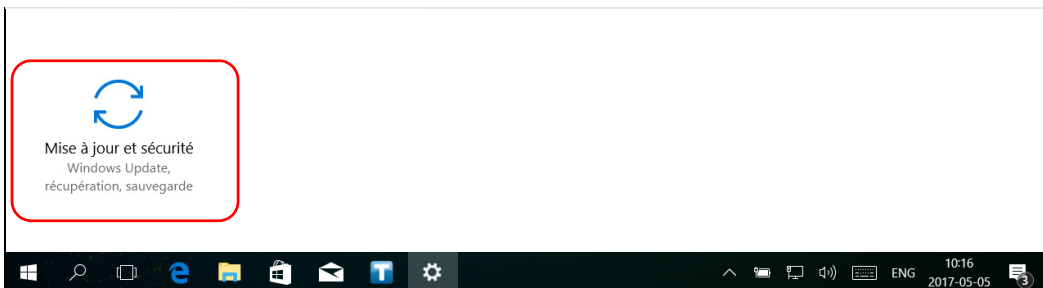 Mise à jour et sécurité
Windows Update,
récupération, sauvegarde
T
ENG
10:16
2017-05-05
3